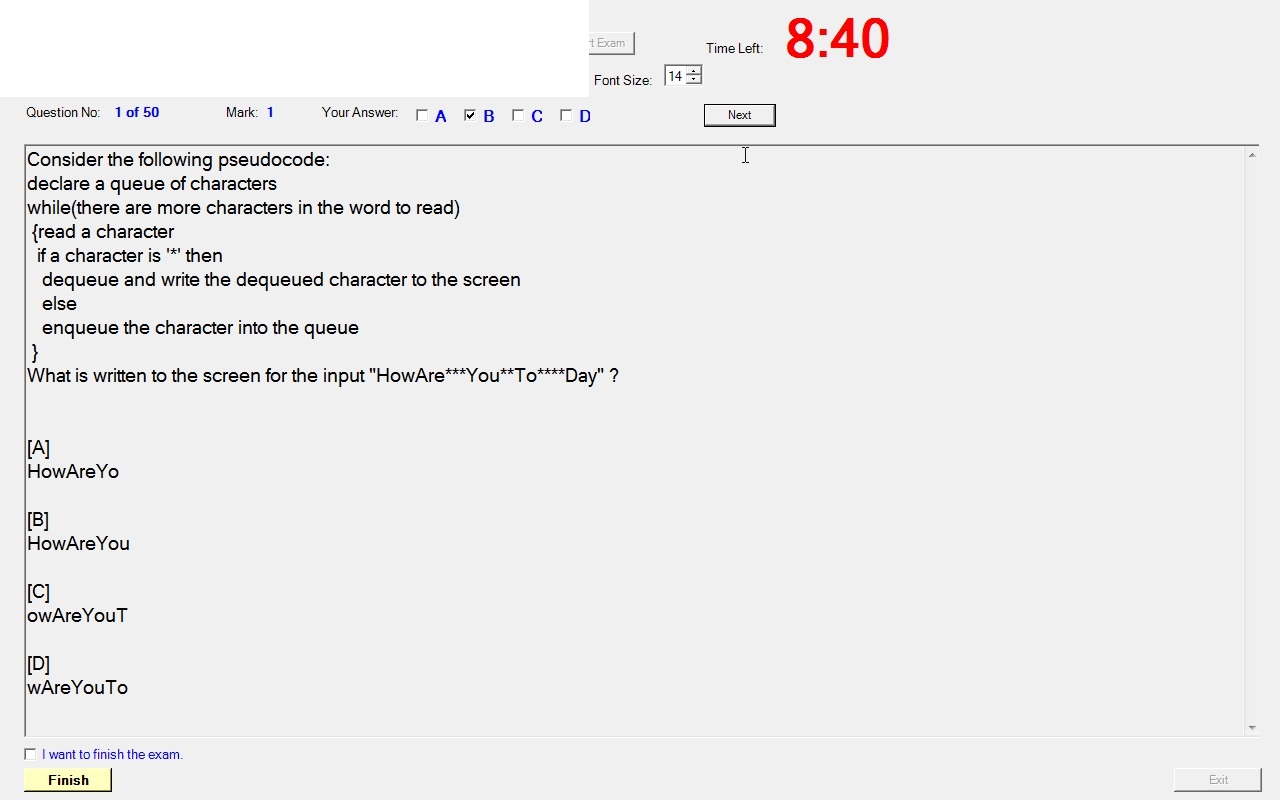 t Exam
Time Left: 8:40
Font Size: 14
Question No: 1 of 50 Mark: 1 Your Answer: A B C D Next
Consider the following pseudocode:
declare a queue of characters
while(there are more characters in the word to read)
{read a character
if a character is '*' then
dequeue and write the dequeued character to the screen
else
enqueue the character into the queue
}
What is written to the screen for the input "HowAre***You**To****Day" ?
[A]
HowAreYo
[B]
HowAreYou
[C]
owAreYouT
[D]
wAreYouTo
I want to finish the exam.
Finish Exit